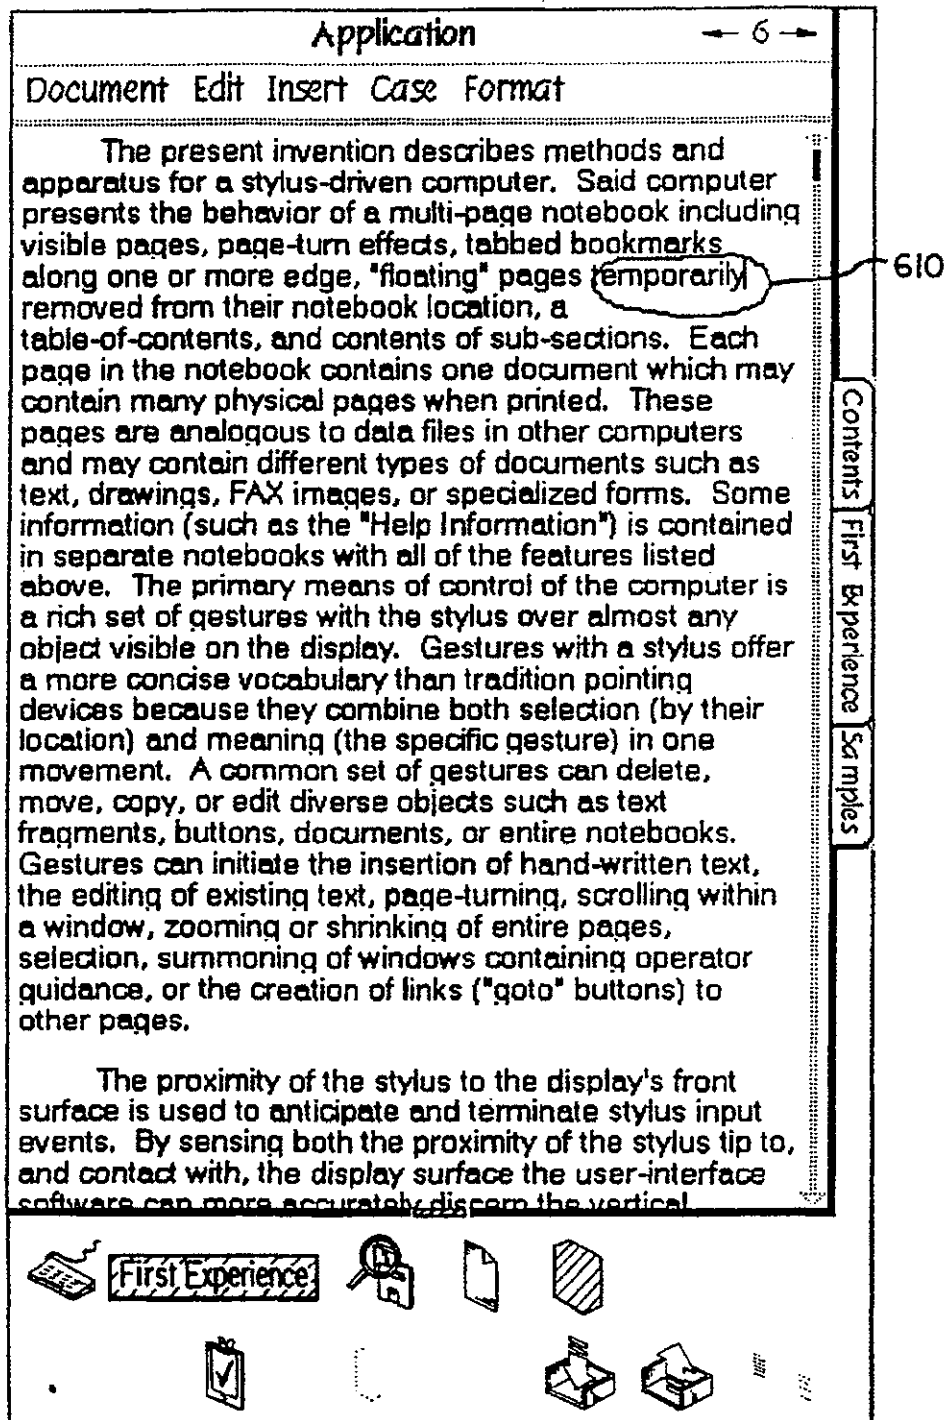 Application
← 6 →
Document Edit Insert Case Format
The present invention describes methods and
apparatus for a stylus-driven computer. Said computer
presents the behavior of a multi-page notebook including
visible pages, page-turn effects, tabbed bookmarks
along one or more edge, "floating" pages temporarily
removed from their notebook location, a
table-of-contents, and contents of sub-sections. Each
page in the notebook contains one document which may
contain many physical pages when printed. These
pages are analogous to data files in other computers
and may contain different types of documents such as
text, drawings, FAX images, or specialized forms. Some
information (such as the "Help Information") is contained
in separate notebooks with all of the features listed
above. The primary means of control of the computer is
a rich set of gestures with the stylus over almost any
object visible on the display. Gestures with a stylus offer
a more concise vocabulary than tradition pointing
devices because they combine both selection (by their
location) and meaning (the specific gesture) in one
movement. A common set of gestures can delete,
move, copy, or edit diverse objects such as text
fragments, buttons, documents, or entire notebooks.
Gestures can initiate the insertion of hand-written text,
the editing of existing text, page-turning, scrolling within
a window, zooming or shrinking of entire pages,
selection, summoning of windows containing operator
guidance, or the creation of links ("goto" buttons) to
other pages.
The proximity of the stylus to the display's front
surface is used to anticipate and terminate stylus input
events. By sensing both the proximity of the stylus tip to,
and contact with, the display surface the user-interface
software can more accurately discern the vertical
610
Contents
First Experience
Samples
First Experience